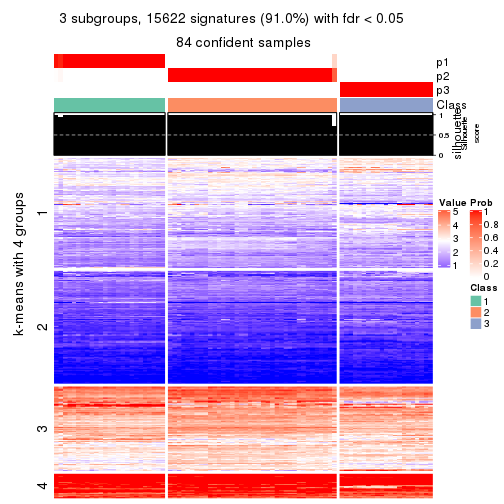 3 subgroups, 15622 signatures (91.0%) with fdr < 0.05
84 confident samples
p1
p2
p3
Class
silhouette
Silhouette
score
1
0.5
0
k-means with 4 groups
1
2
3
4
Value
5
4
3
2
1
Prob
1
0.8
0.6
0.4
0.2
0
Class
1
2
3